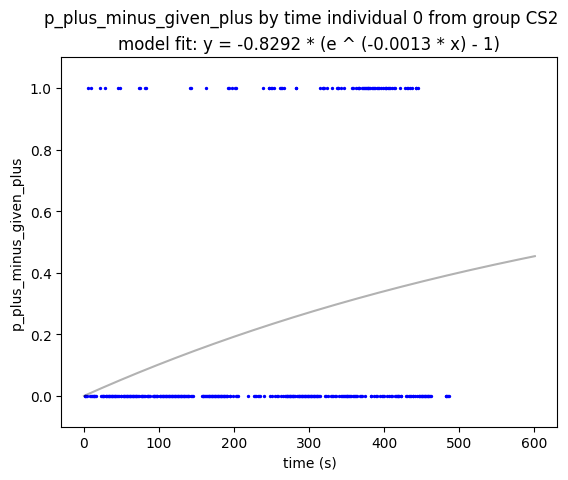 p_plus_minus_given_plus by time individual 0 from group CS2
model fit: y = -0.8292 * (e ^ (-0.0013 * x) - 1)
1.0
0.8
0.6
0.4
0.2
0.0
p_plus_minus_given_plus
0 100 200 300 400 500 600
time (s)